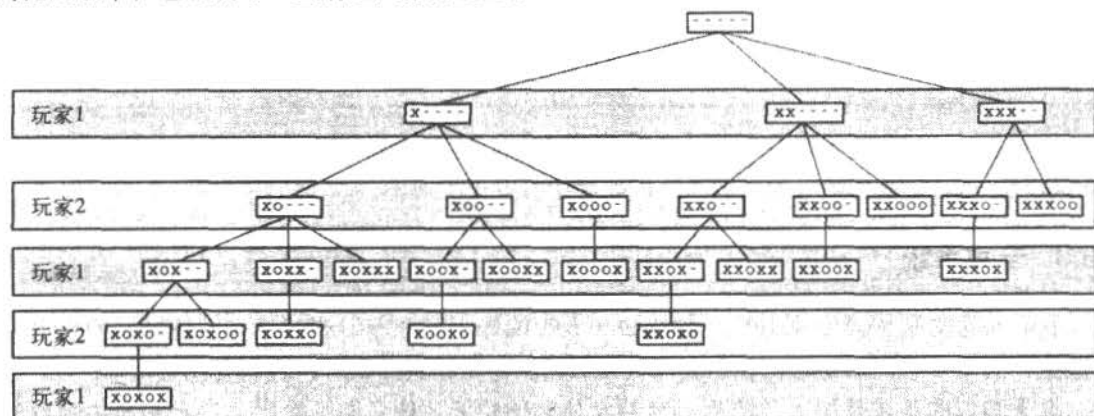 -----
玩家1 x---- xx---- xxx--
玩家2 xo--- xoo-- xooo- xxo-- xxoo- xxooo xxxo- xxxoo
玩家1 xox-- xoxx- xoxxx xoox- xooxx xooox xxox- xxoxx xxoox xxxox
玩家2 xoxo- xoxoo xoxxo xooxo xxoxo
玩家1 xoxox